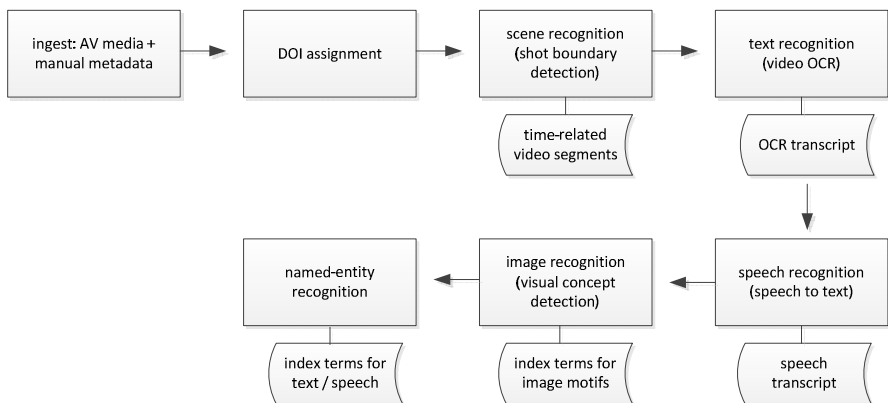 ingest: AV media +
manual metadata
DOI assignment
scene recognition
(shot boundary
detection)
text recognition
(video OCR)
time-related
video segments
OCR transcript
speech recognition
(speech to text)
image recognition
(visual concept
detection)
named-entity
recognition
speech
transcript
index terms for
image motifs
index terms for
text / speech